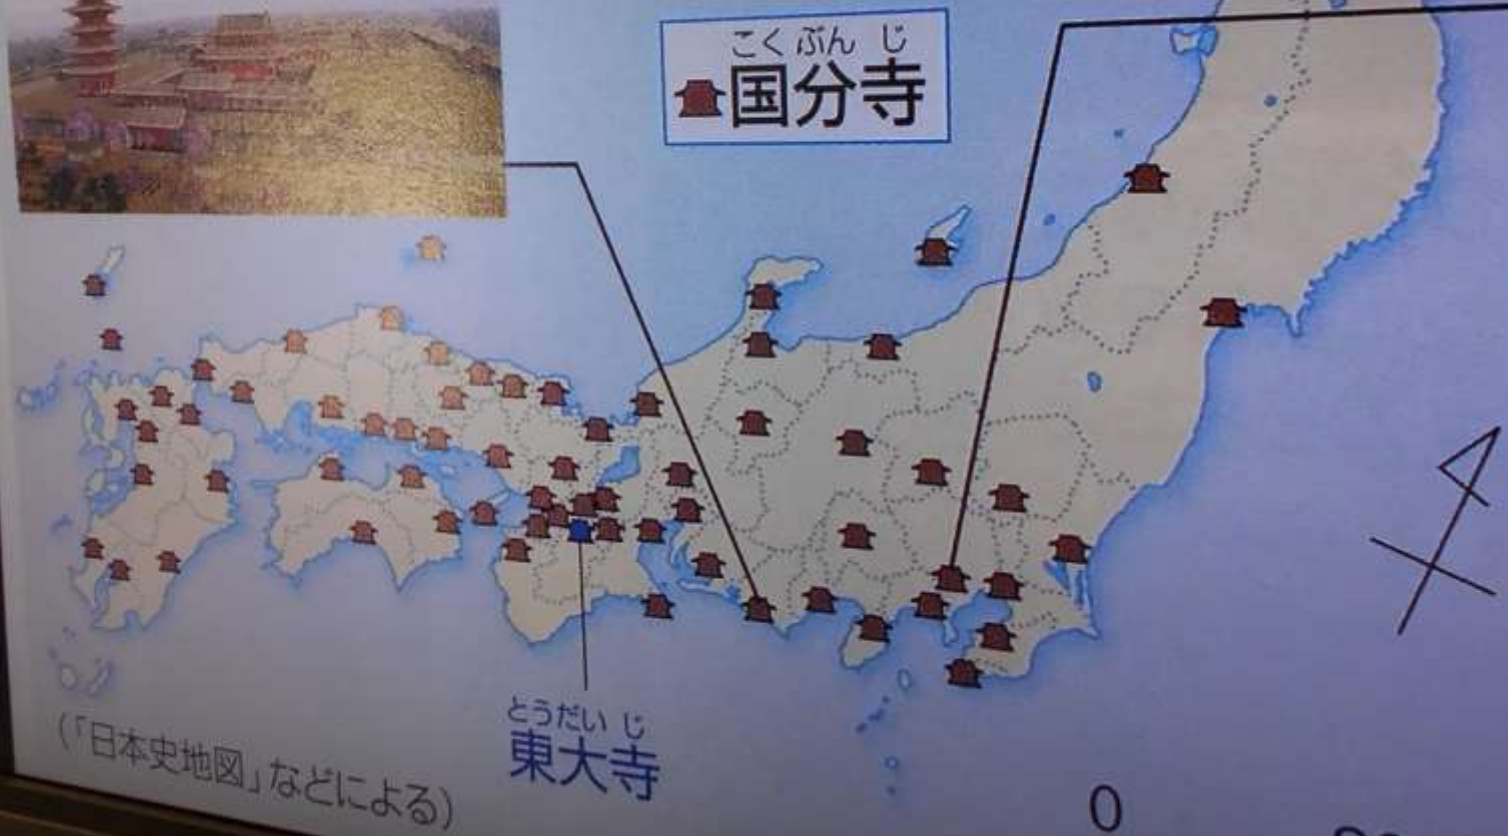 こくぶんじ
国分寺
とうだいじ
東大寺
(「日本史地図」などによる)
0